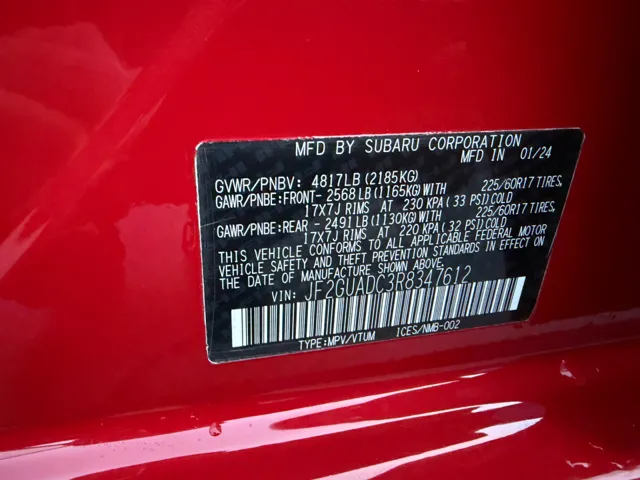 MFD BY SUBARU CORPORATION
MFD IN 01/24
GVWR/PNBV: 4817LB (2185KG)
GAWR/PNBE:FRONT- 2568LB (1165KG)WITH 225/60R17 TIRES,
17X7J RIMS AT 230 KPA (33 PSI)COLD
GAWR/PNBE:REAR - 2491LB (1130KG)WITH 225/60R17 TIRES,
17X7J RIMS AT 220 KPA (32 PSI)COLD
THIS VEHICLE CONFORMS TO ALL APPLICABLE FEDERAL MOTOR
VEHICLE SAFETY AND THEFT PREVENTION STANDARDS IN EFFECT ON
THE DATE OF MANUFACTURE SHOWN ABOVE.
VIN: JF2GUADC3R8347612
TYPE:MPV/VTUM ICES/NMB-002